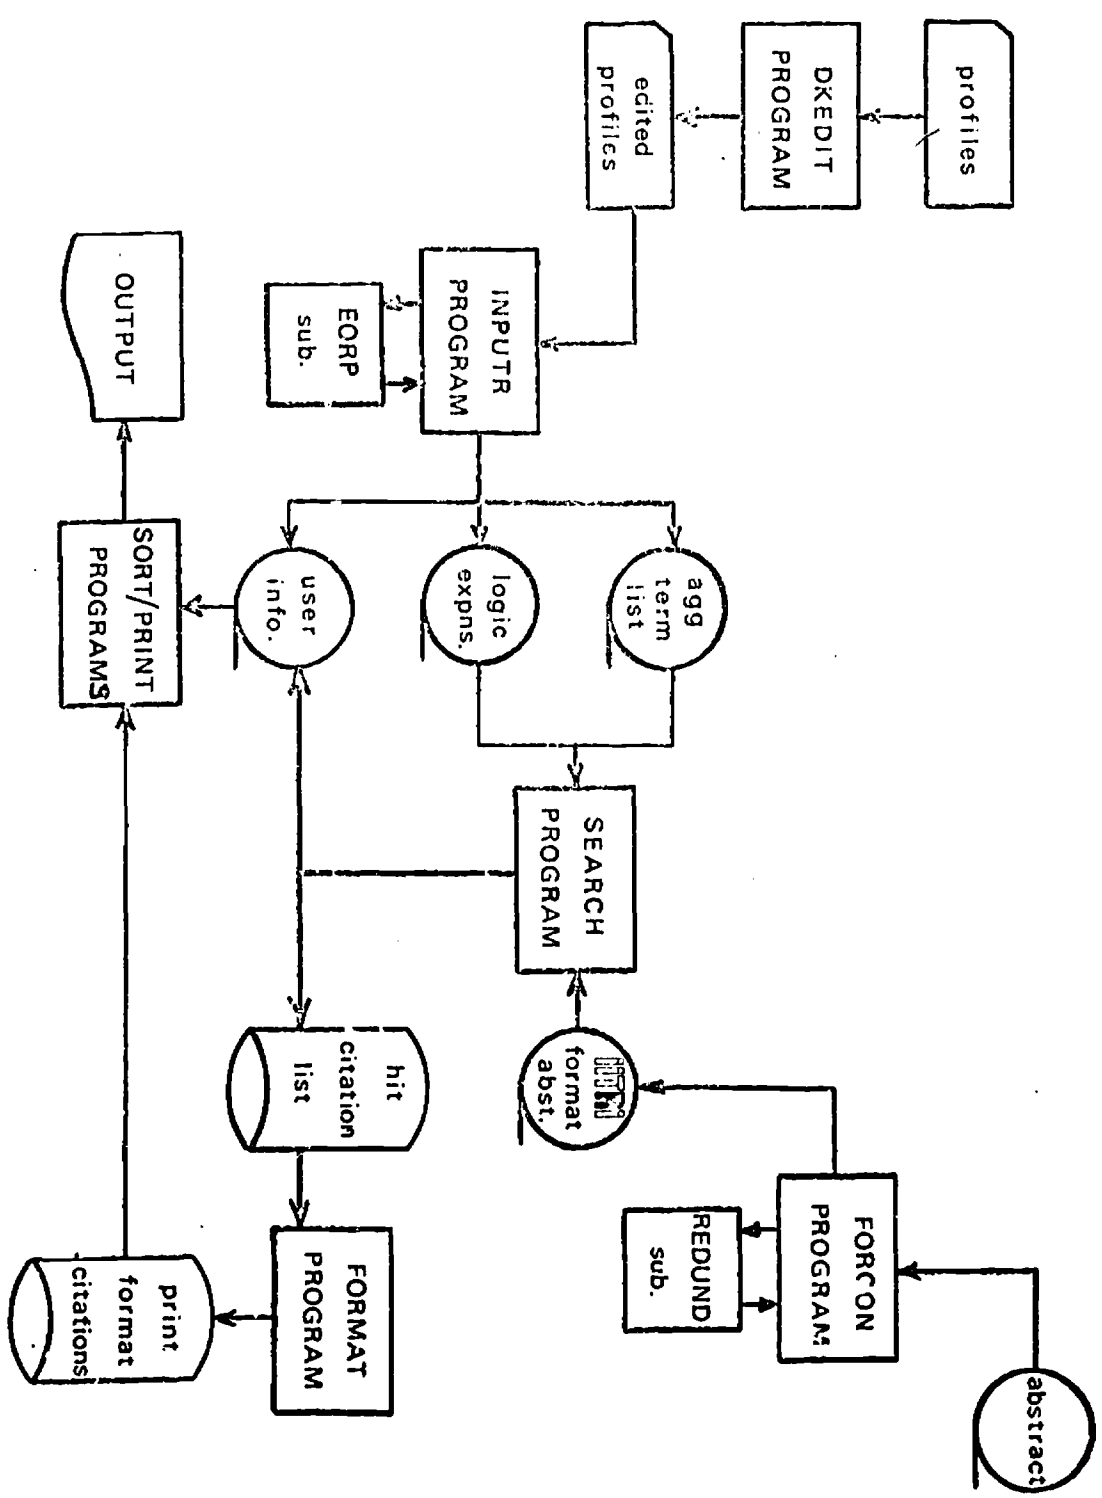 profiles
DKEDIT
PROGRAM
edited
profiles
INPUTR
PROGRAM
EORP
sub.
agg
term
list
logic
expns.
user
info.
SEARCH
PROGRAM
format
abst.
FORCON
PROGRAM
REDUND
sub.
abstract
hit
citation
list
FORMAT
PROGRAM
print
format
citations
SORT/PRINT
PROGRAMS
OUTPUT